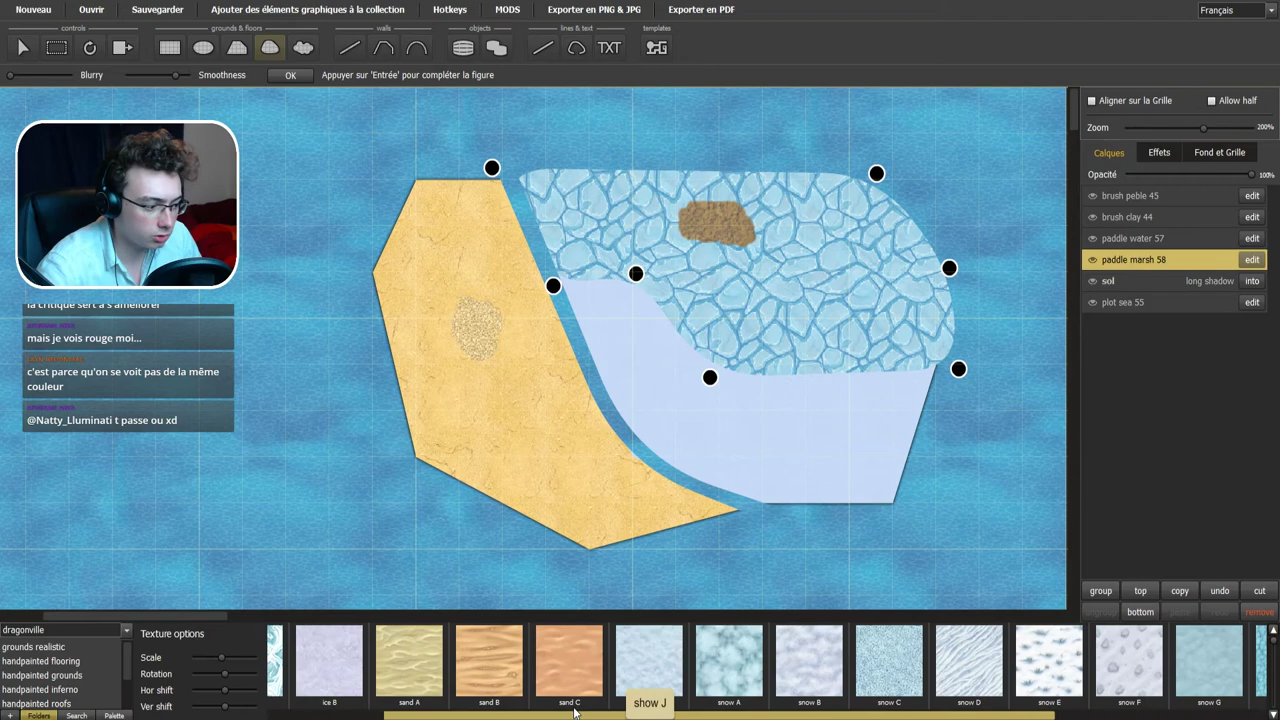 Nouveau Ouvrir Sauvegarder Ajouter des éléments graphiques à la collection Hotkeys MODS Exporter en PNG & JPG Exporter en PDF Français
controls grounds & floors walls objects lines & text templates
TXT
Blurry Smoothness OK Appuyer sur 'Entrée' pour compléter la figure
Aligner sur la Grille Allow half
Zoom 200%
Calques Effets Fond et Grille
Opacité 100%
brush peble 45 edit
brush clay 44 edit
paddle water 57 edit
paddle marsh 58 edit
sol long shadow into
plot sea 55 edit
la critique sert à s'améliorer
mais je vois rouge moi...
c'est parce qu'on se voit pas de la même
couleur
@Natty_Lluminati t passe ou xd
group top copy undo cut
bottom remove
dragonville
grounds realistic
handpainted flooring
handpainted grounds
handpainted inferno
handpainted roofs
Folders Search Palette
Texture options
Scale
Rotation
Hor shift
Ver shift
ice B sand A sand B sand C show J snow A snow B snow C snow D snow E snow F snow G